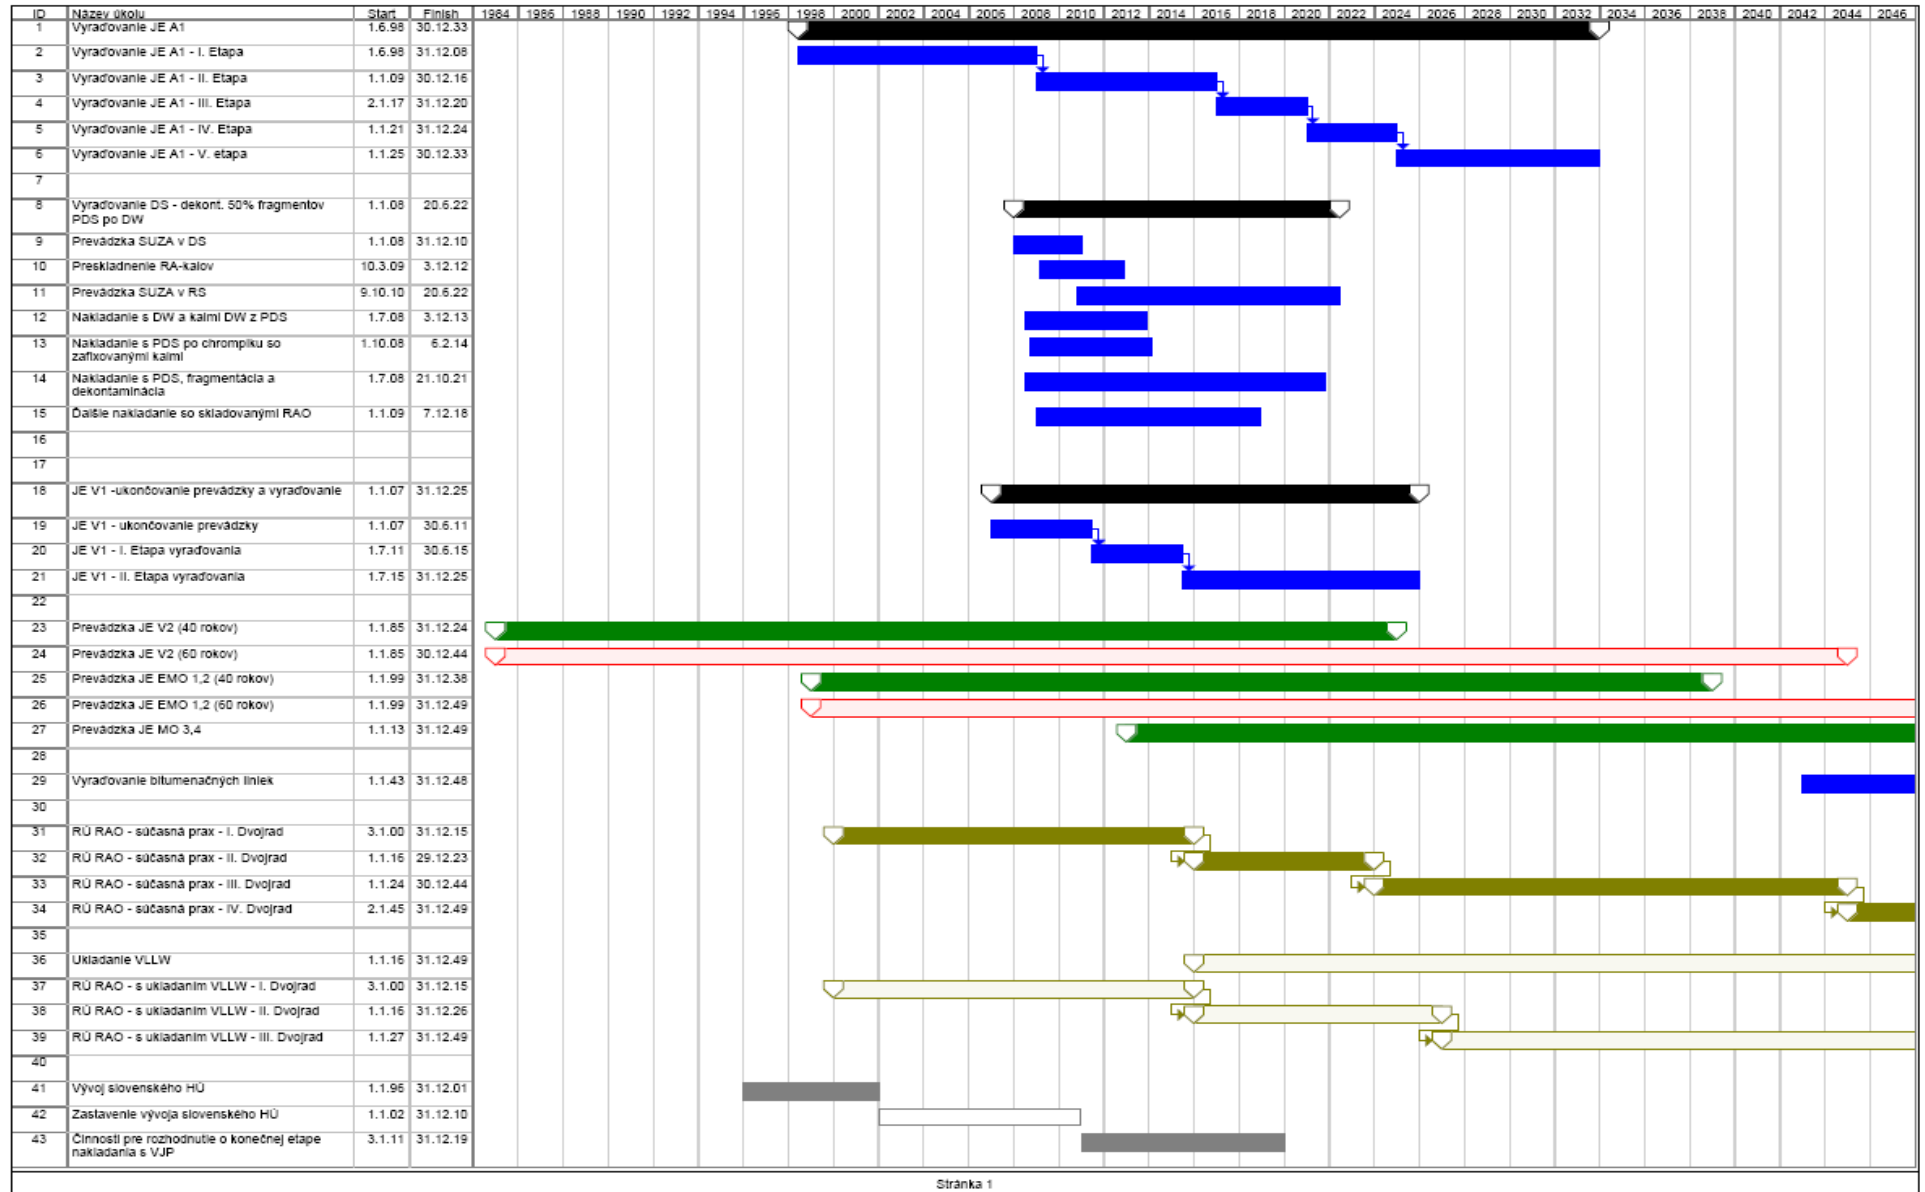 ID Název úkolu Start Finish 1984 1986 1988 1990 1992 1994 1996 1998 2000 2002 2004 2006 2008 2010 2012 2014 2016 2018 2020 2022 2024 2026 2028 2030 2032 2034 2036 2038 2040 2042 2044 2046
1 Vyraďovanie JE A1 1.6.98 30.12.33
2 Vyraďovanie JE A1 - I. Etapa 1.6.98 31.12.08
3 Vyraďovanie JE A1 - II. Etapa 1.1.09 30.12.16
4 Vyraďovanie JE A1 - III. Etapa 2.1.17 31.12.20
5 Vyraďovanie JE A1 - IV. Etapa 1.1.21 31.12.24
6 Vyraďovanie JE A1 - V. etapa 1.1.25 30.12.33
7
8 Vyraďovanie DS - dekont. 50% fragmentov 1.1.08 20.6.22
PDS po DW
9 Prevádzka SUZA v DS 1.1.08 31.12.10
10 Preskladnenie RA-kalov 10.3.09 3.12.12
11 Prevádzka SUZA v RS 9.10.10 20.6.22
12 Nakladanie s DW a kalmi DW z PDS 1.7.08 3.12.13
13 Nakladanie s PDS po chrompiku so 1.10.08 6.2.14
zafixovanými kalmi
14 Nakladanie s PDS, fragmentácia a 1.7.08 21.10.21
dekontaminácia
15 Ďalšie nakladanie so skladovanými RAO 1.1.09 7.12.18
16
17
18 JE V1 -ukončovanie prevádzky a vyraďovanie 1.1.07 31.12.25
19 JE V1 - ukončovanie prevádzky 1.1.07 30.6.11
20 JE V1 - I. Etapa vyraďovania 1.7.11 30.6.15
21 JE V1 - II. Etapa vyraďovania 1.7.15 31.12.25
22
23 Prevádzka JE V2 (40 rokov) 1.1.85 31.12.24
24 Prevádzka JE V2 (60 rokov) 1.1.85 30.12.44
25 Prevádzka JE EMO 1,2 (40 rokov) 1.1.99 31.12.38
26 Prevádzka JE EMO 1,2 (60 rokov) 1.1.99 31.12.49
27 Prevádzka JE MO 3,4 1.1.13 31.12.49
28
29 Vyraďovanie bitumenačných liniek 1.1.43 31.12.48
30
31 RÚ RAO - súčasná prax - I. Dvojrad 3.1.00 31.12.15
32 RÚ RAO - súčasná prax - II. Dvojrad 1.1.16 29.12.23
33 RÚ RAO - súčasná prax - III. Dvojrad 1.1.24 30.12.44
34 RÚ RAO - súčasná prax - IV. Dvojrad 2.1.45 31.12.49
35
36 Ukladanie VLLW 1.1.16 31.12.49
37 RÚ RAO - s ukladaním VLLW - I. Dvojrad 3.1.00 31.12.15
38 RÚ RAO - s ukladaním VLLW - II. Dvojrad 1.1.16 31.12.26
39 RÚ RAO - s ukladaním VLLW - III. Dvojrad 1.1.27 31.12.49
40
41 Vývoj slovenského HÚ 1.1.96 31.12.01
42 Zastavenie vývoja slovenského HÚ 1.1.02 31.12.10
43 Činnosti pre rozhodnutie o konečnej etape 3.1.11 31.12.19
nakladania s VJP
Stránka 1